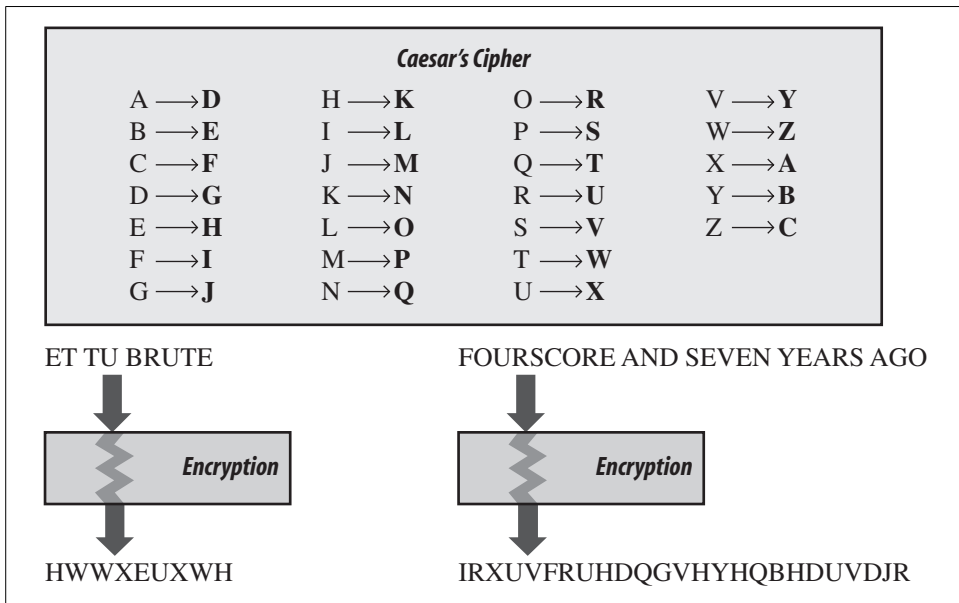 Caesar's Cipher
A ⟶ D H ⟶ K O ⟶ R V ⟶ Y
B ⟶ E I ⟶ L P ⟶ S W ⟶ Z
C ⟶ F J ⟶ M Q ⟶ T X ⟶ A
D ⟶ G K ⟶ N R ⟶ U Y ⟶ B
E ⟶ H L ⟶ O S ⟶ V Z ⟶ C
F ⟶ I M ⟶ P T ⟶ W
G ⟶ J N ⟶ Q U ⟶ X
ET TU BRUTE FOURSCORE AND SEVEN YEARS AGO
Encryption Encryption
HWWXEUXWH IRXUVFRUHDQGVHYHQBHDUVDJR